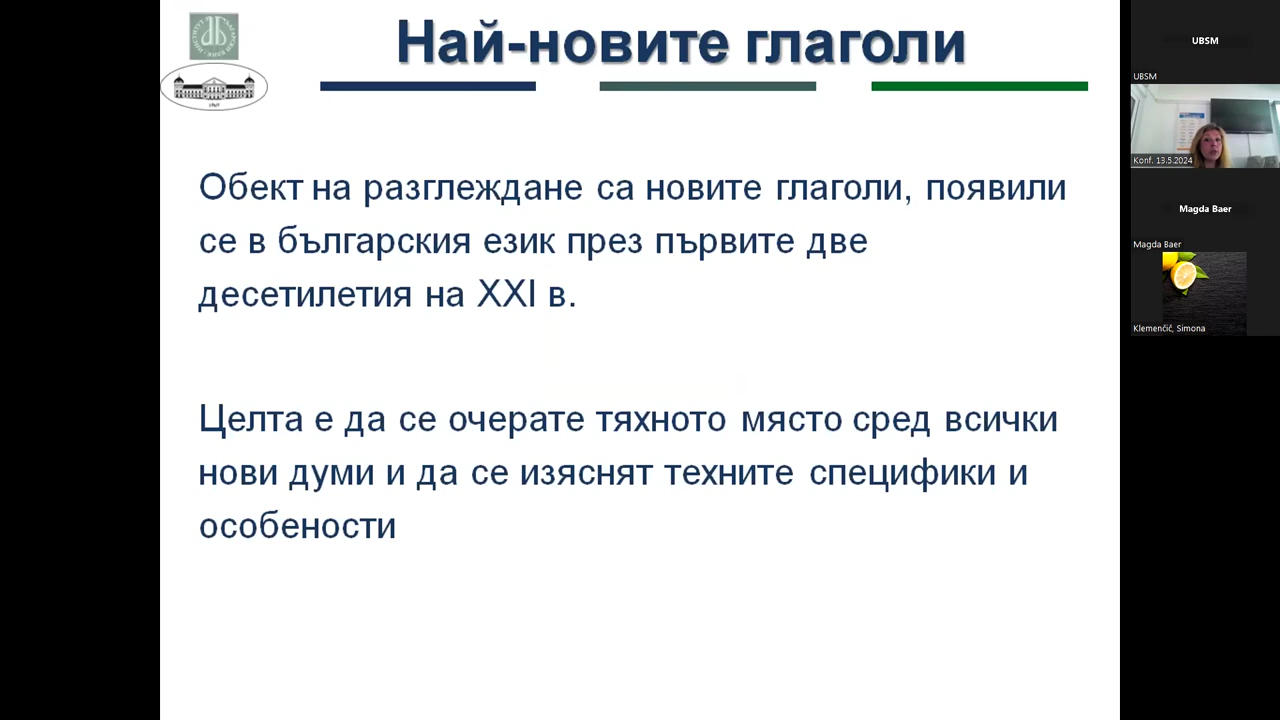 Най-новите глаголи
Обект на разглеждане са новите глаголи, появили
се в българския език през първите две
десетилетия на XXI в.
Целта е да се очерате тяхното място сред всички
нови думи и да се изяснят техните специфики и
особености
UBSM
UBSM
Konf. 13.5.2024
Magda Baer
Magda Baer
Klemenčič, Simona